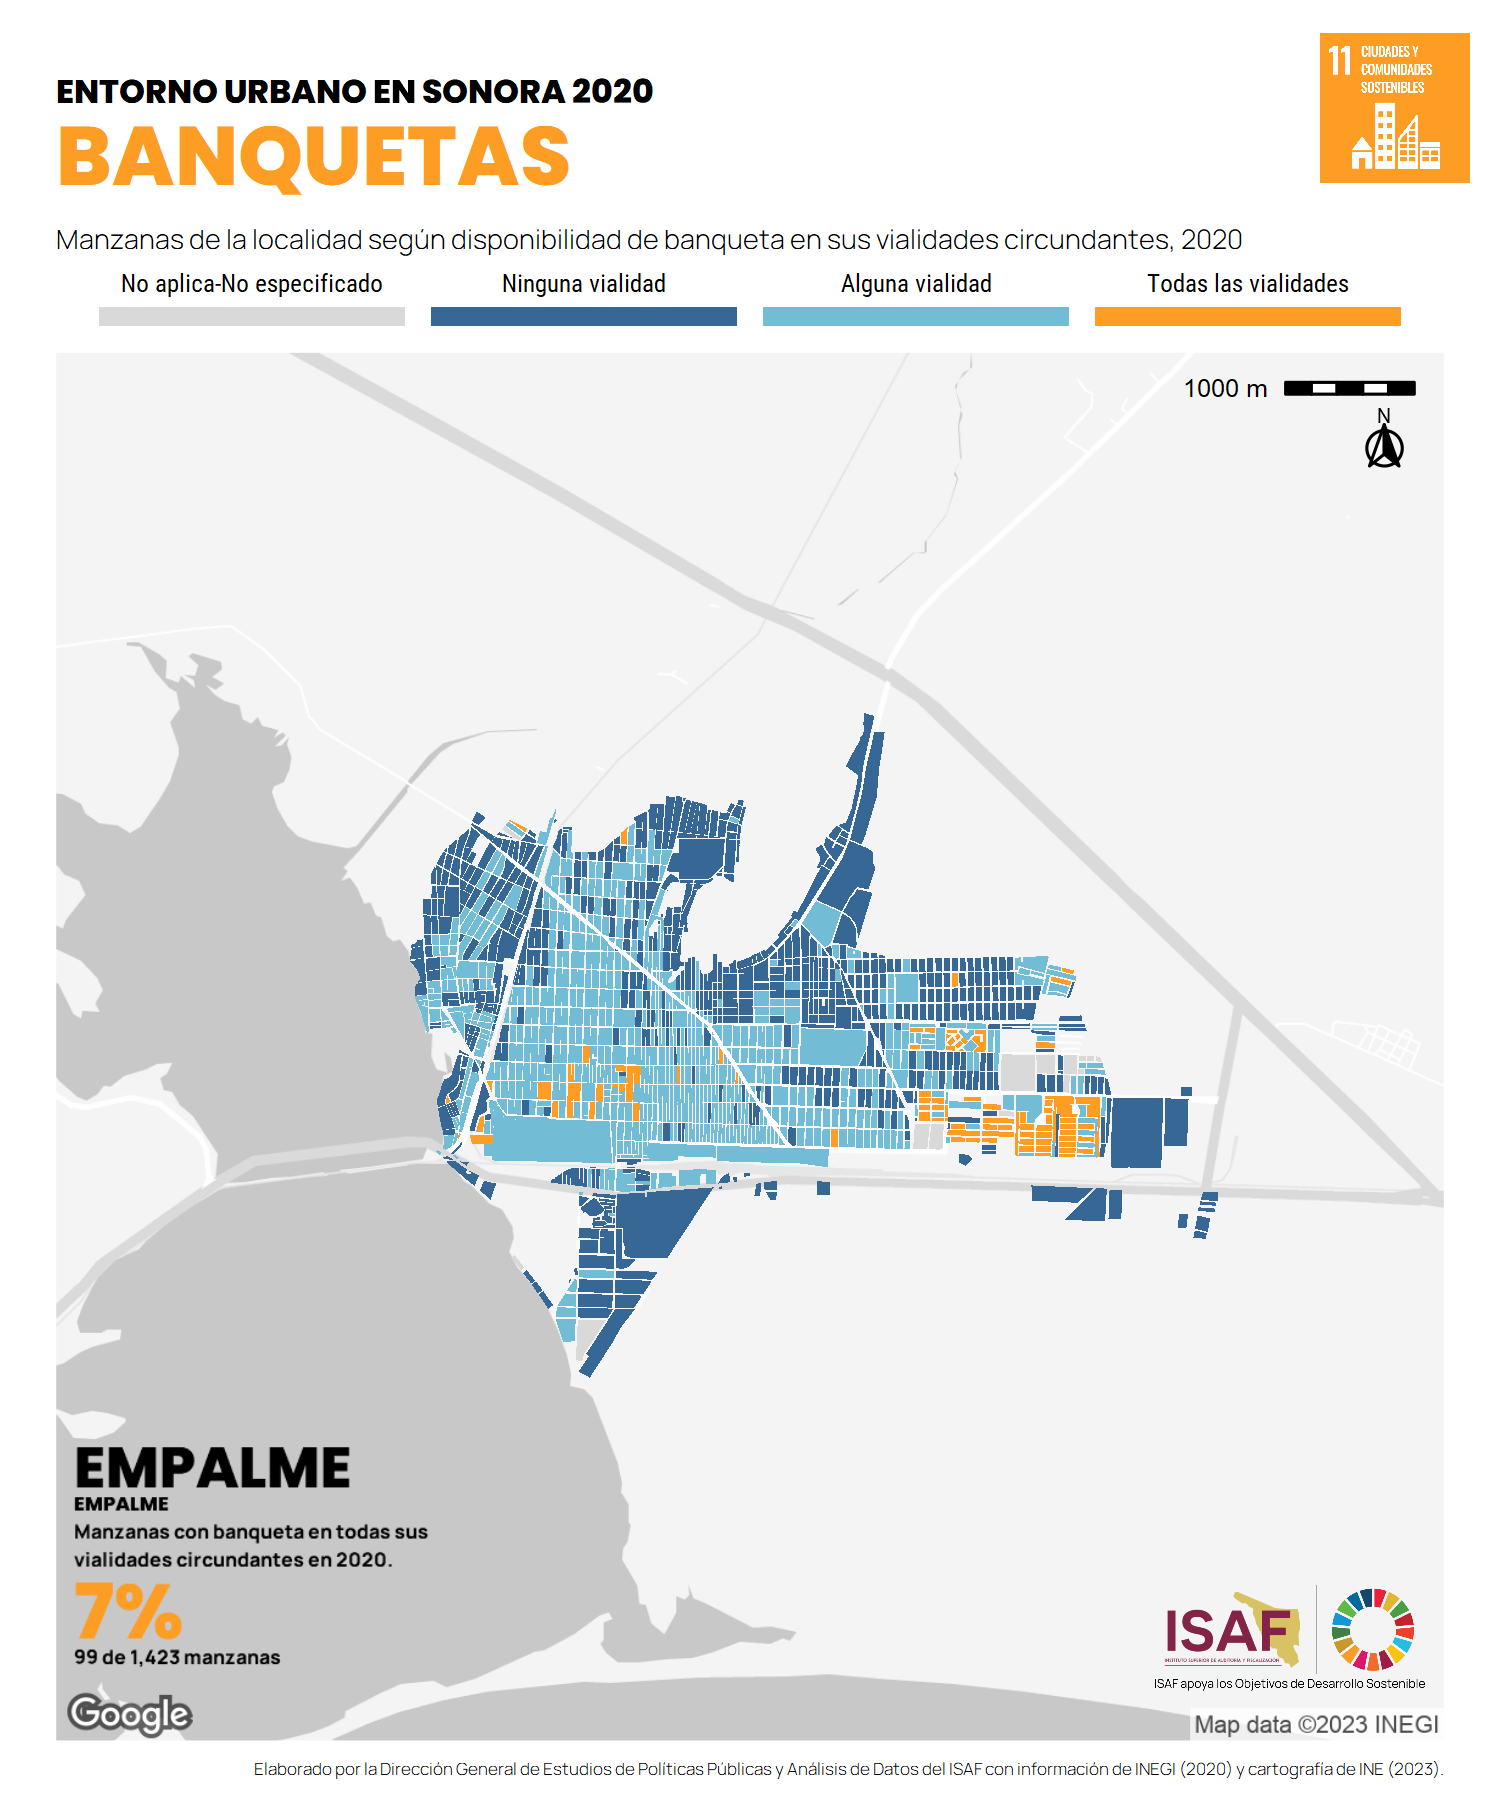 11 CIUDADES Y
COMUNIDADES
SOSTENIBLES
ENTORNO URBANO EN SONORA 2020
BANQUETAS
Manzanas de la localidad según disponibilidad de banqueta en sus vialidades circundantes, 2020
No aplica-No especificado
Ninguna vialidad
Alguna vialidad
Todas las vialidades
1000 m
N
EMPALME
EMPALME
Manzanas con banqueta en todas sus
vialidades circundantes en 2020.
7%
99 de 1,423 manzanas
Google
ISAF
INSTITUTO SUPERIOR DE AUDITORÍA Y FISCALIZACIÓN
ISAF apoya los Objetivos de Desarrollo Sostenible
Map data ©2023 INEGI
Elaborado por la Dirección General de Estudios de Políticas Públicas y Análisis de Datos del ISAF con información de INEGI (2020) y cartografía de INE (2023).